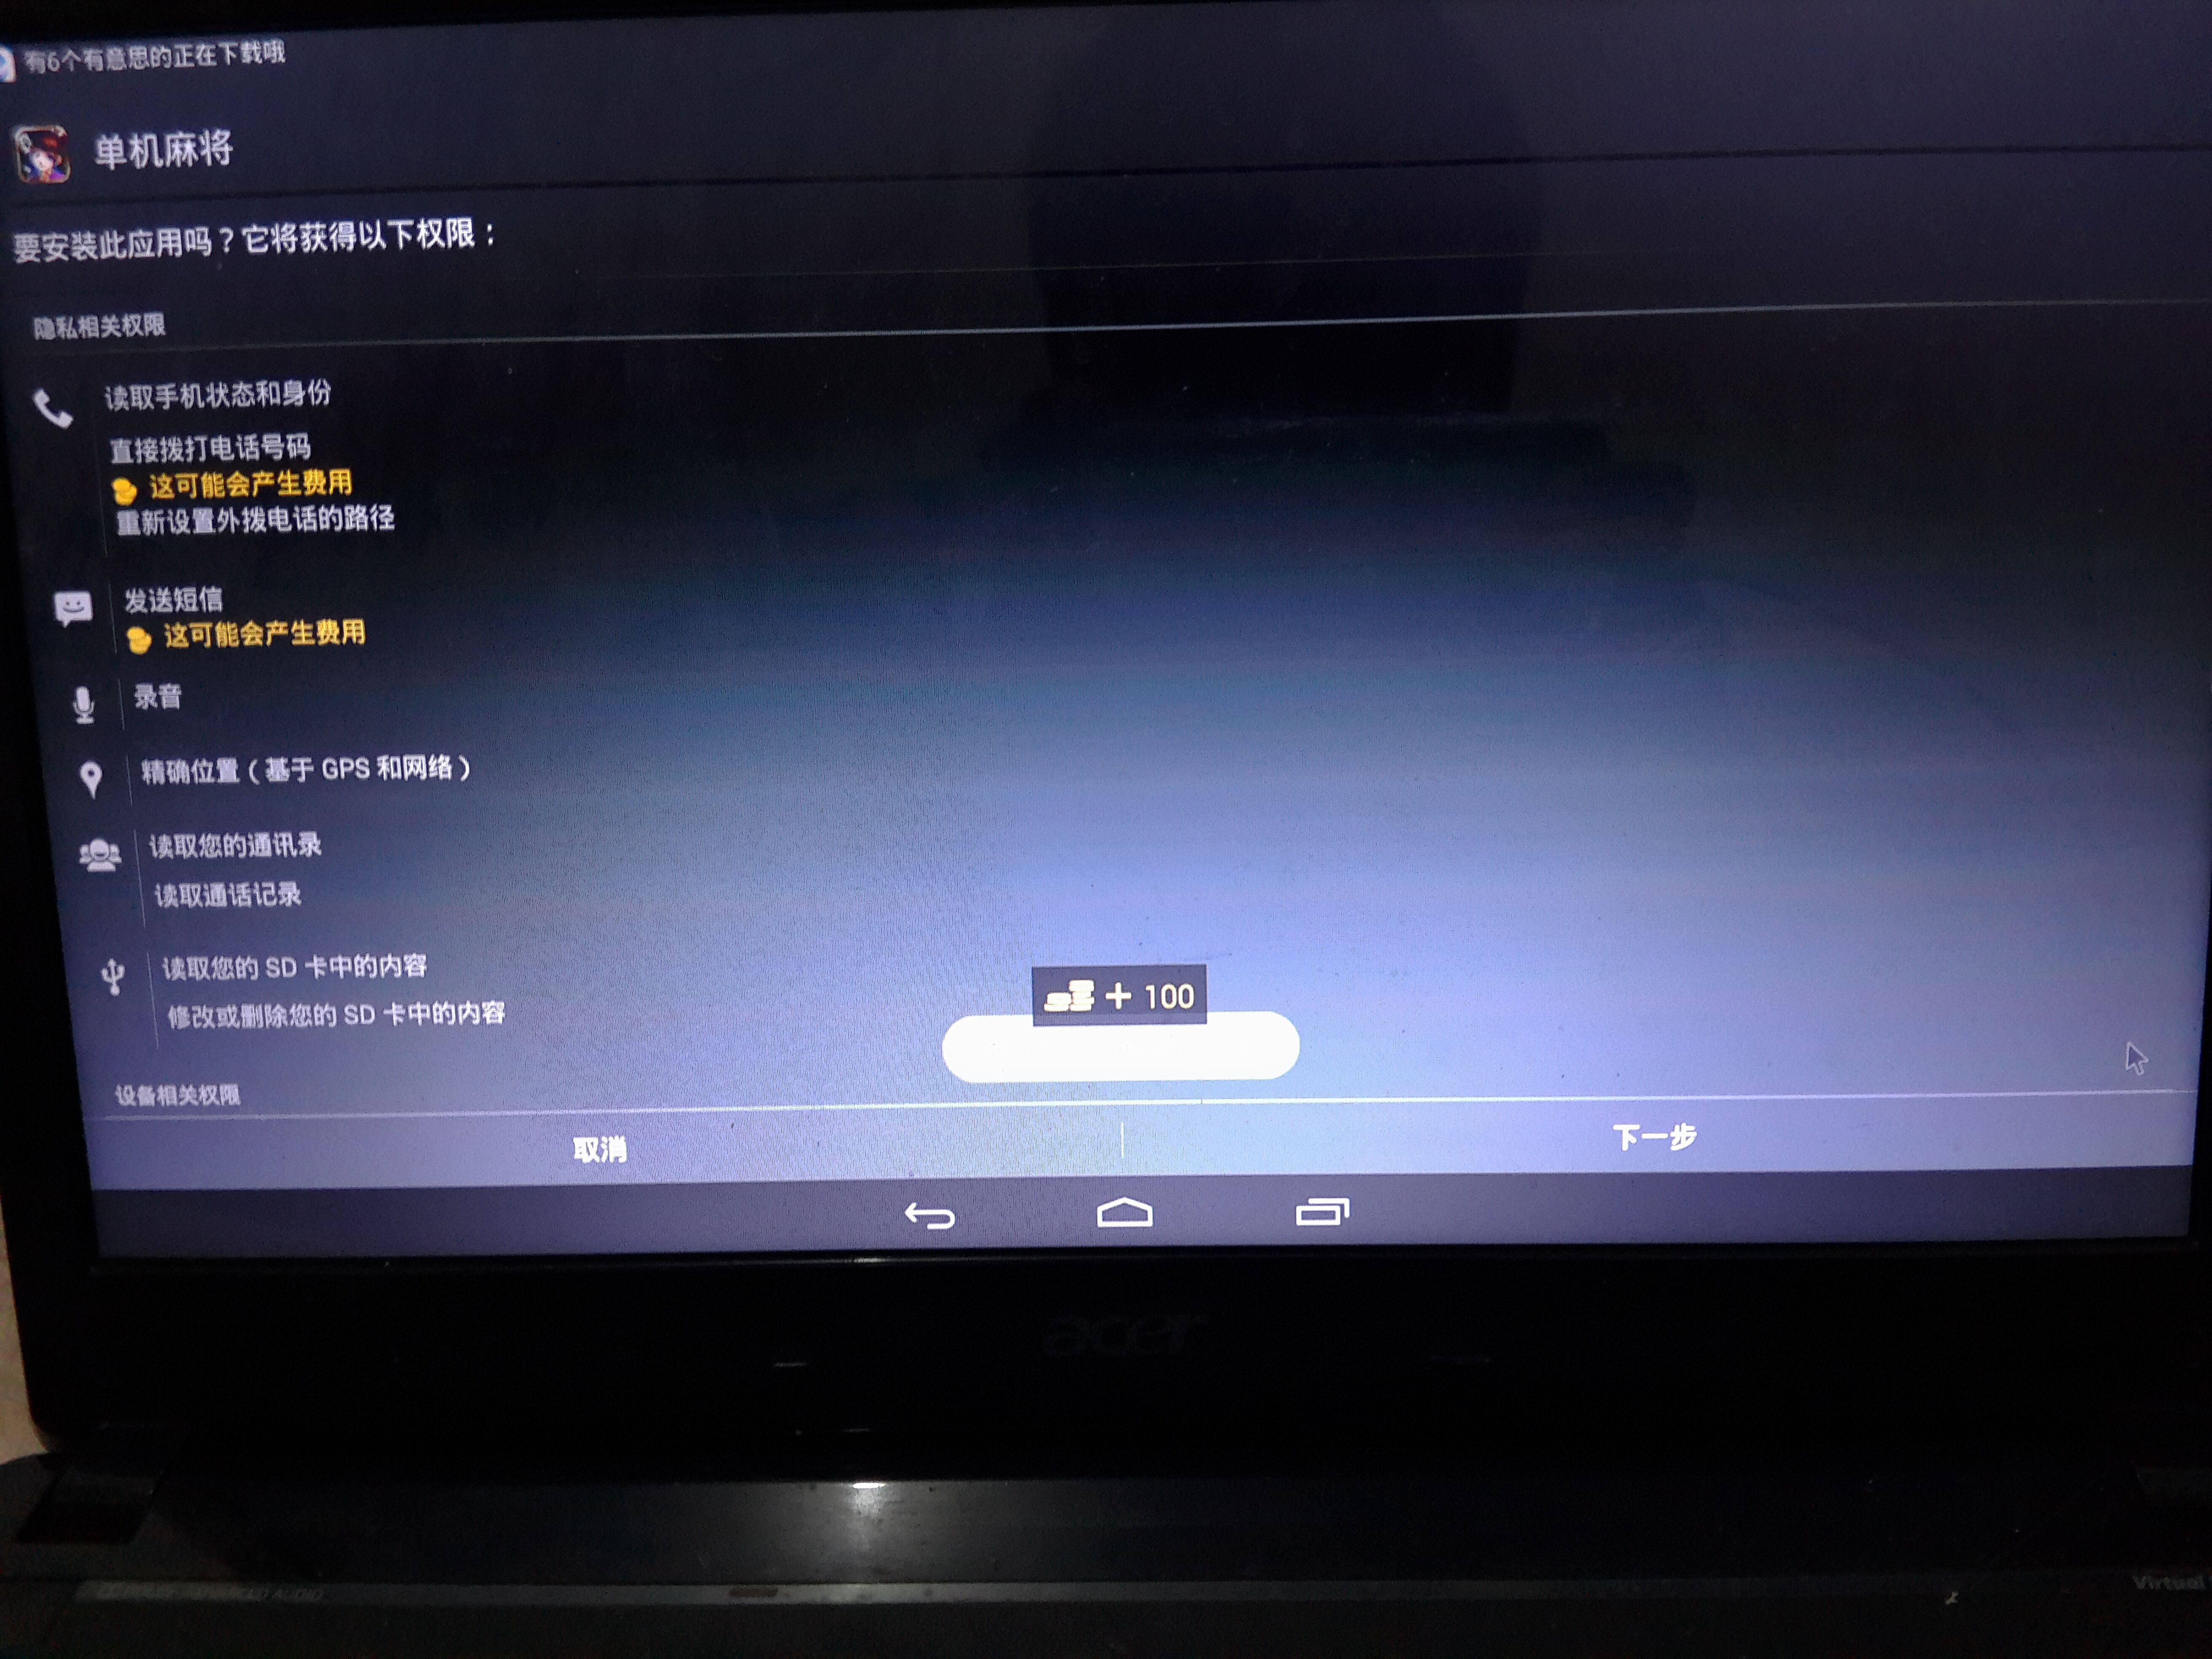 有6个有意思的正在下载哦
单机麻将
要安装此应用吗？它将获得以下权限：
隐私相关权限
读取手机状态和身份
直接拨打电话号码
这可能会产生费用
重新设置外拨电话的路径
发送短信
这可能会产生费用
录音
精确位置（基于 GPS 和网络）
读取您的通讯录
读取通话记录
读取您的 SD 卡中的内容
修改或删除您的 SD 卡中的内容
+ 100
设备相关权限
取消
下一步
acer
AUDIO
Virtual